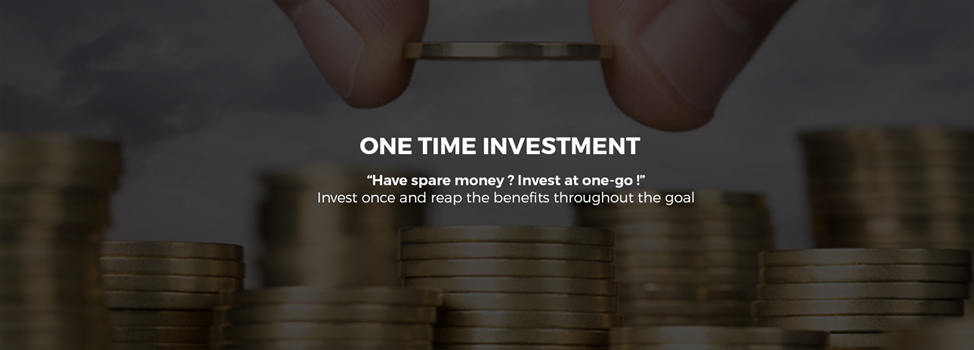 ONE TIME INVESTMENT
“Have spare money ? Invest at one-go !”
Invest once and reap the benefits throughout the goal